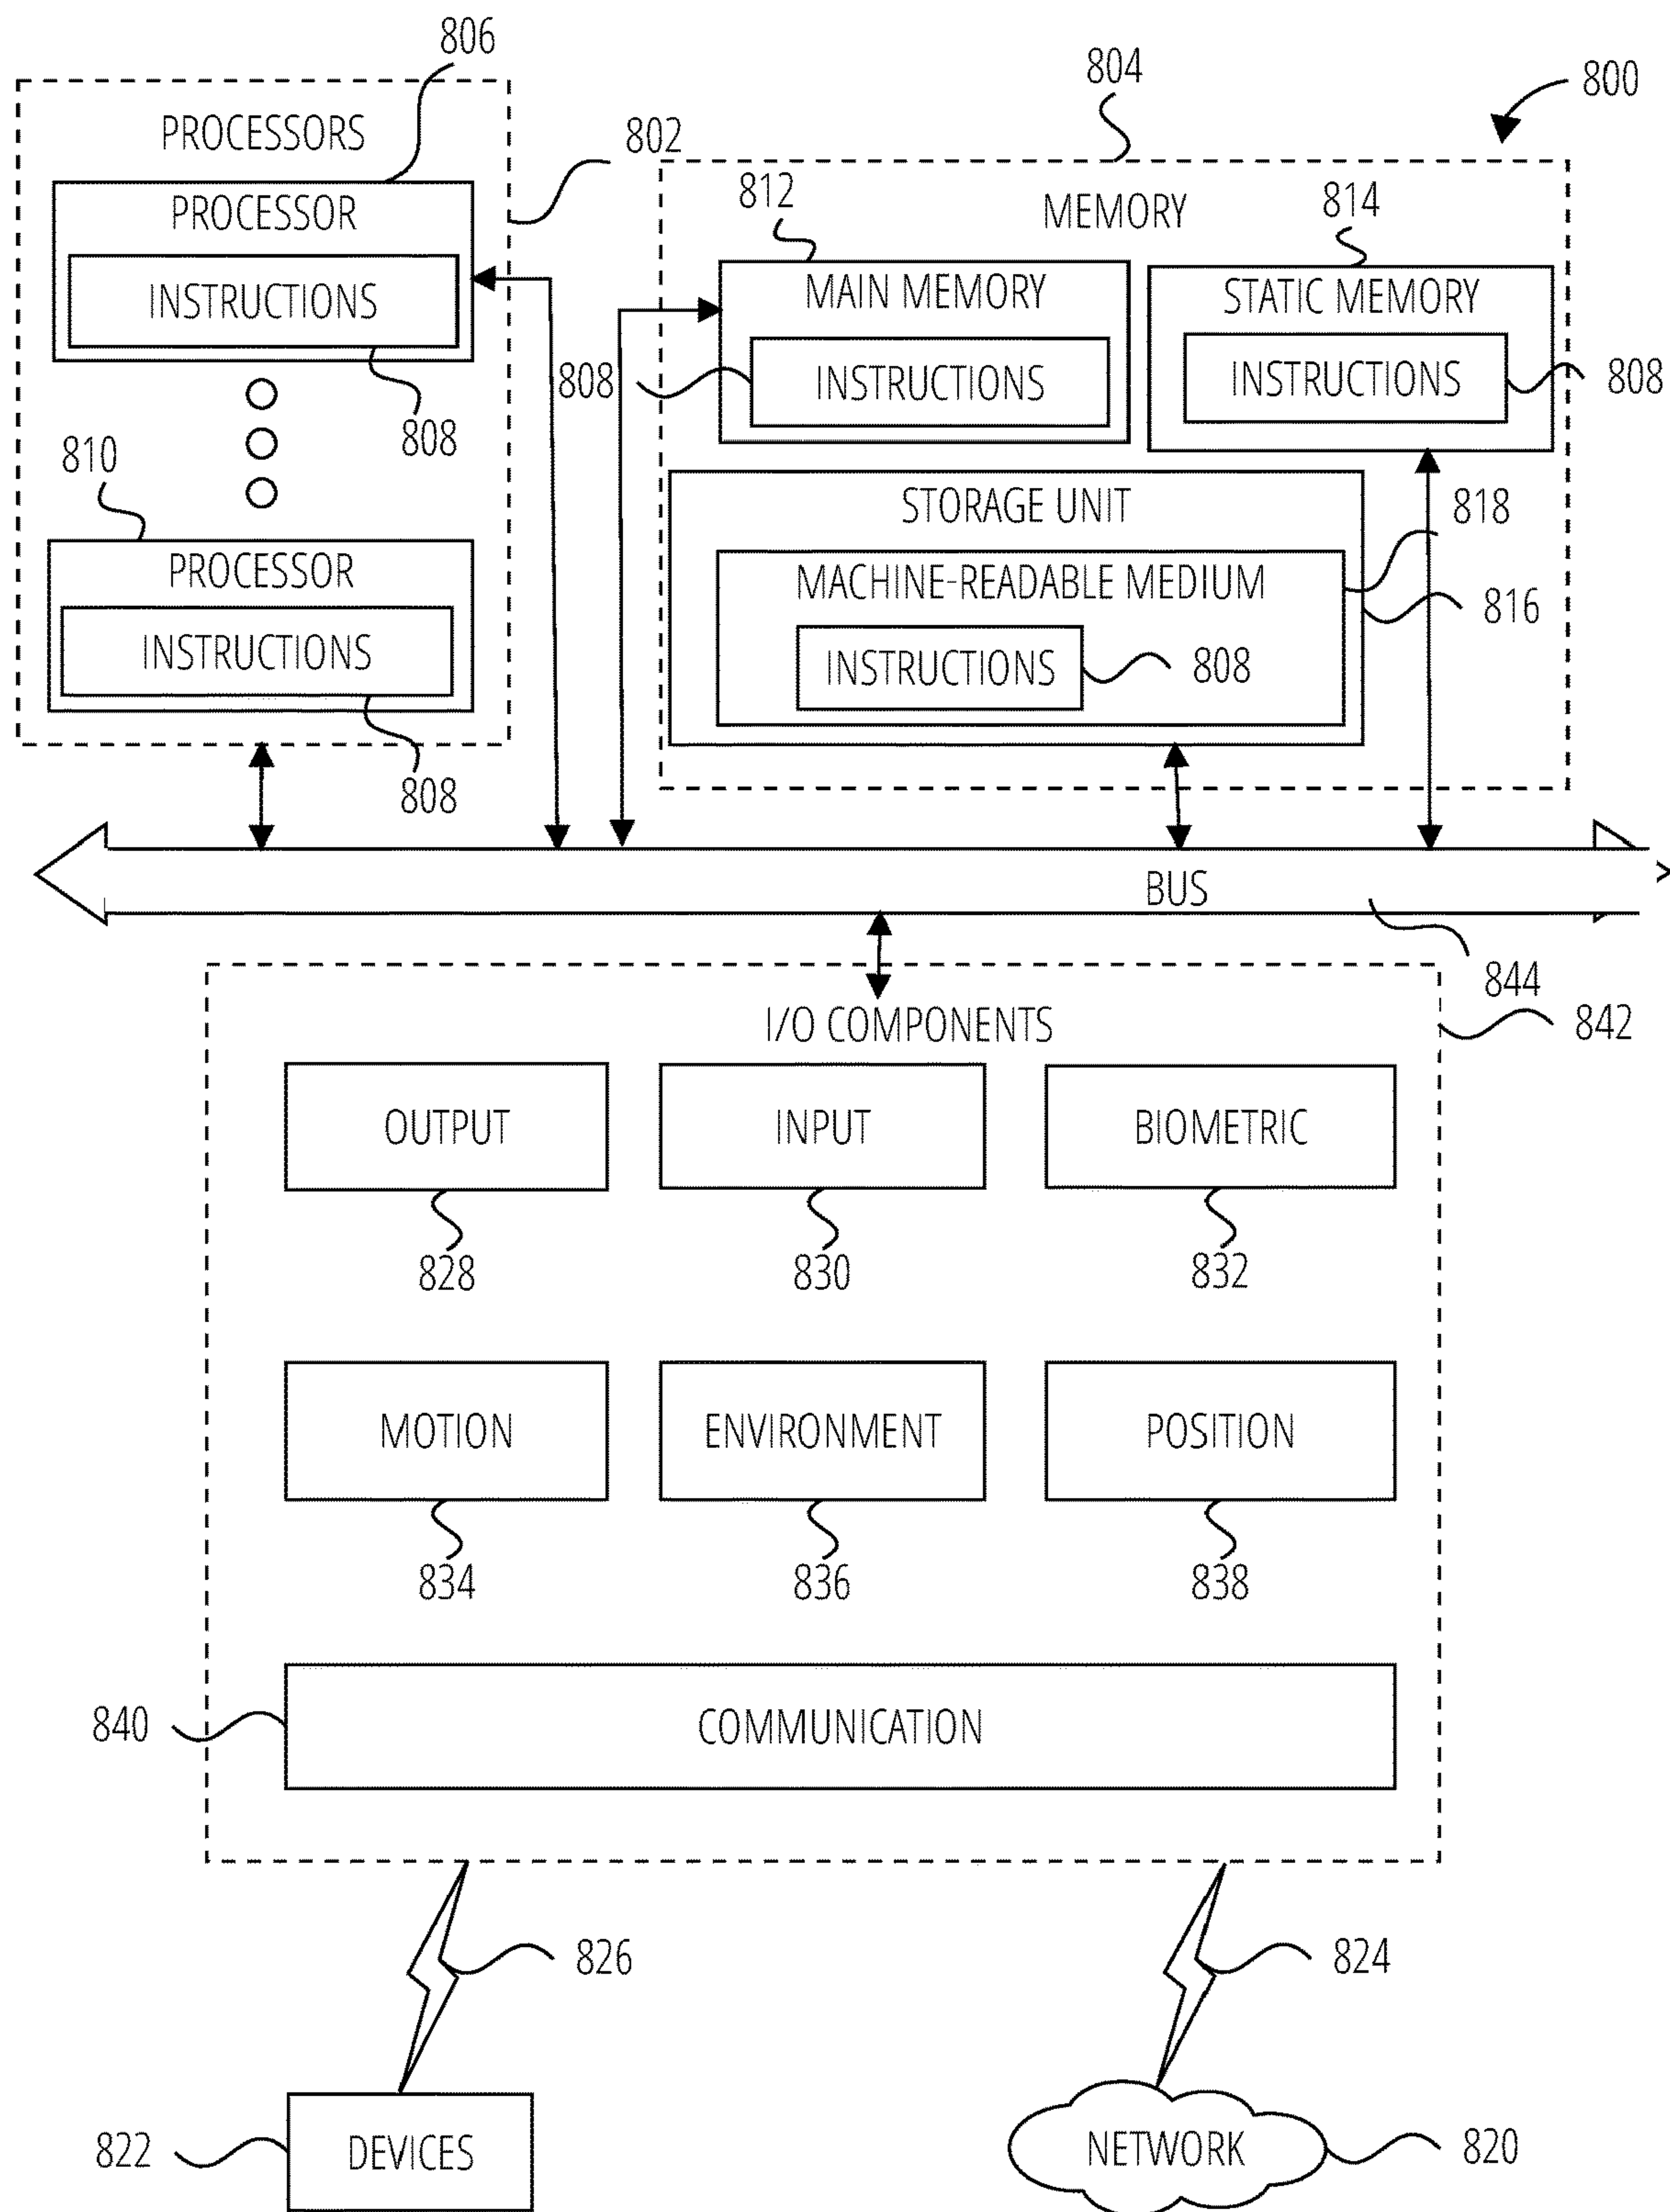 806
804
800
PROCESSORS
802
812
MEMORY
814
PROCESSOR
INSTRUCTIONS
808
MAIN MEMORY
808
INSTRUCTIONS
STATIC MEMORY
INSTRUCTIONS
808
810
STORAGE UNIT
818
PROCESSOR
MACHINE-READABLE MEDIUM
816
INSTRUCTIONS
INSTRUCTIONS
808
808
BUS
844
I/O COMPONENTS
842
OUTPUT
INPUT
BIOMETRIC
828
830
832
MOTION
ENVIRONMENT
POSITION
834
836
838
840
COMMUNICATION
826
824
822
DEVICES
NETWORK
820